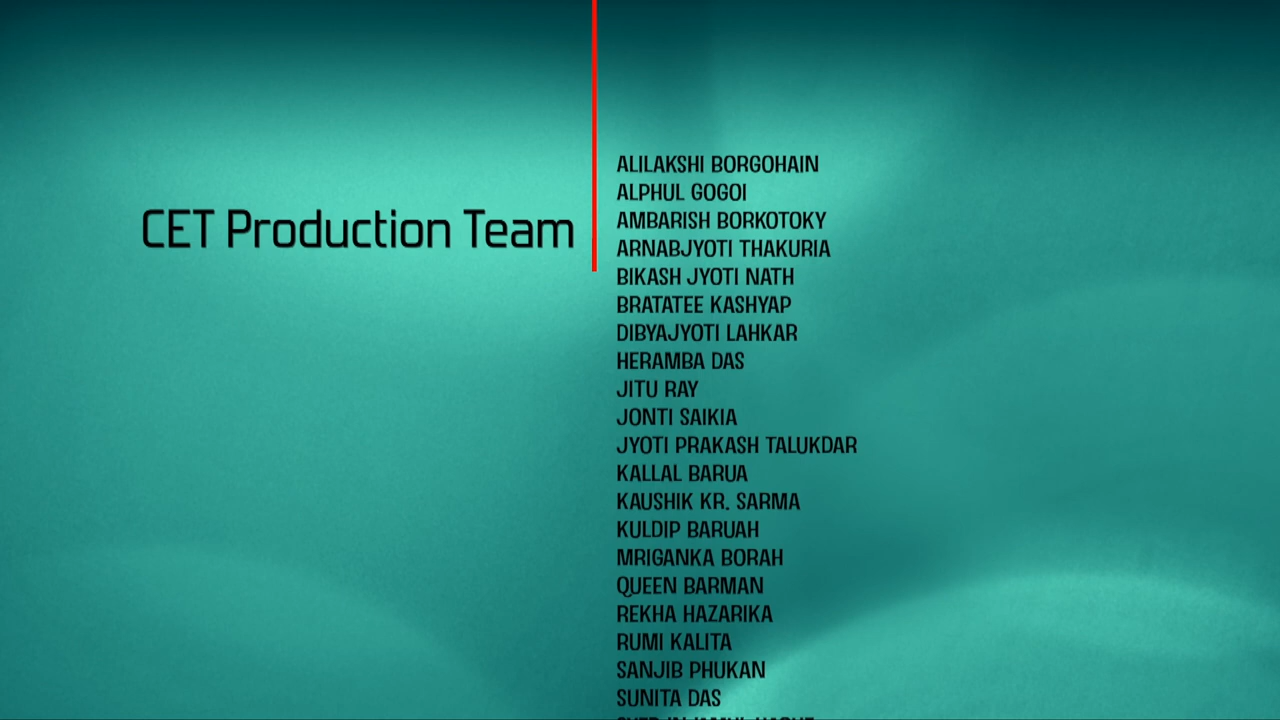 CET Production Team
ALILAKSHI BORGOHAIN
ALPHUL GOGOI
AMBARISH BORKOTOKY
ARNABJYOTI THAKURIA
BIKASH JYOTI NATH
BRATATEE KASHYAP
DIBYAJYOTI LAHKAR
HERAMBA DAS
JITU RAY
JONTI SAIKIA
JYOTI PRAKASH TALUKDAR
KALLAL BARUA
KAUSHIK KR. SARMA
KULDIP BARUAH
MRIGANKA BORAH
QUEEN BARMAN
REKHA HAZARIKA
RUMI KALITA
SANJIB PHUKAN
SUNITA DAS